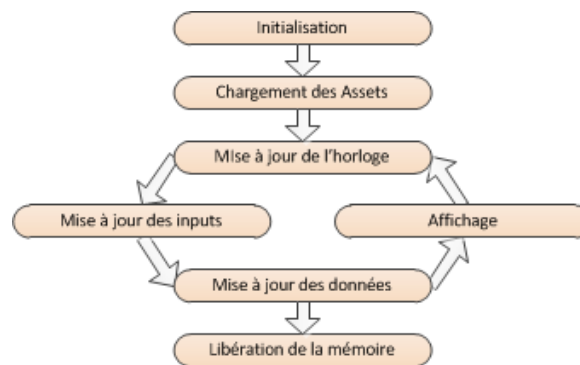 Initialisation
Chargement des Assets
MIse à jour de l'horloge
Mise à jour des inputs
Affichage
Mise à jour des données
Libération de la mémoire